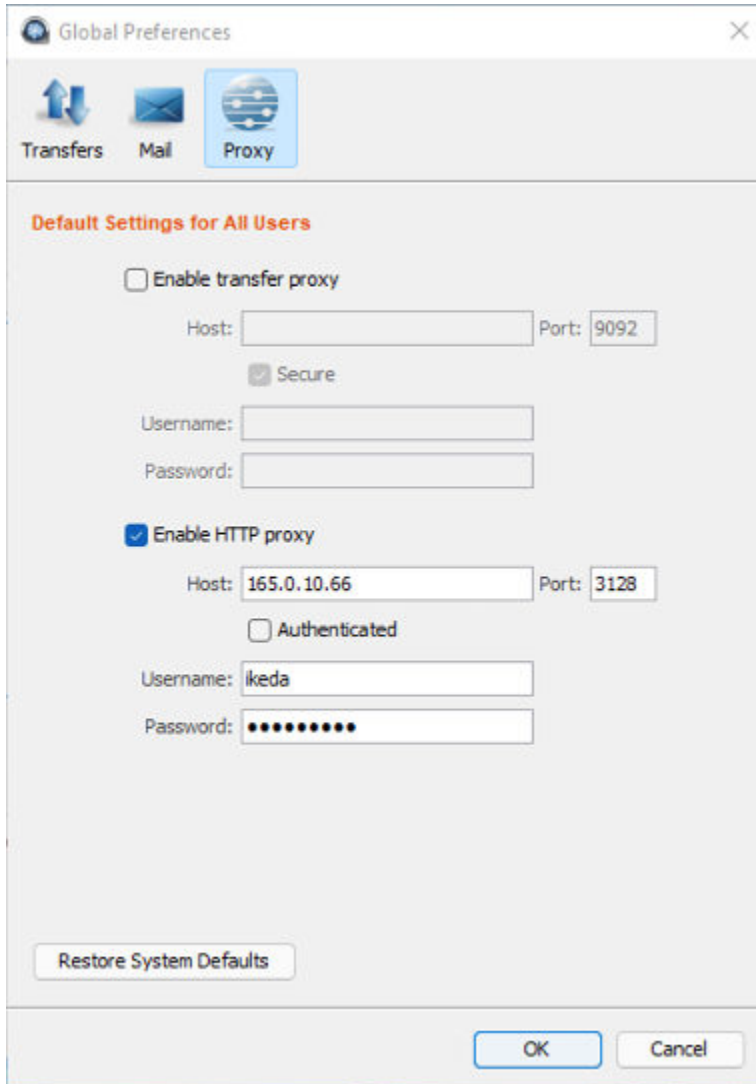 Global Preferences
Transfers Mail Proxy
Default Settings for All Users
Enable transfer proxy
Host: Port: 9092
Secure
Username:
Password:
Enable HTTP proxy
Host: 165.0.10.66 Port: 3128
Authenticated
Username: ikeda
Password: ●●●●●●●●●
Restore System Defaults
OK Cancel